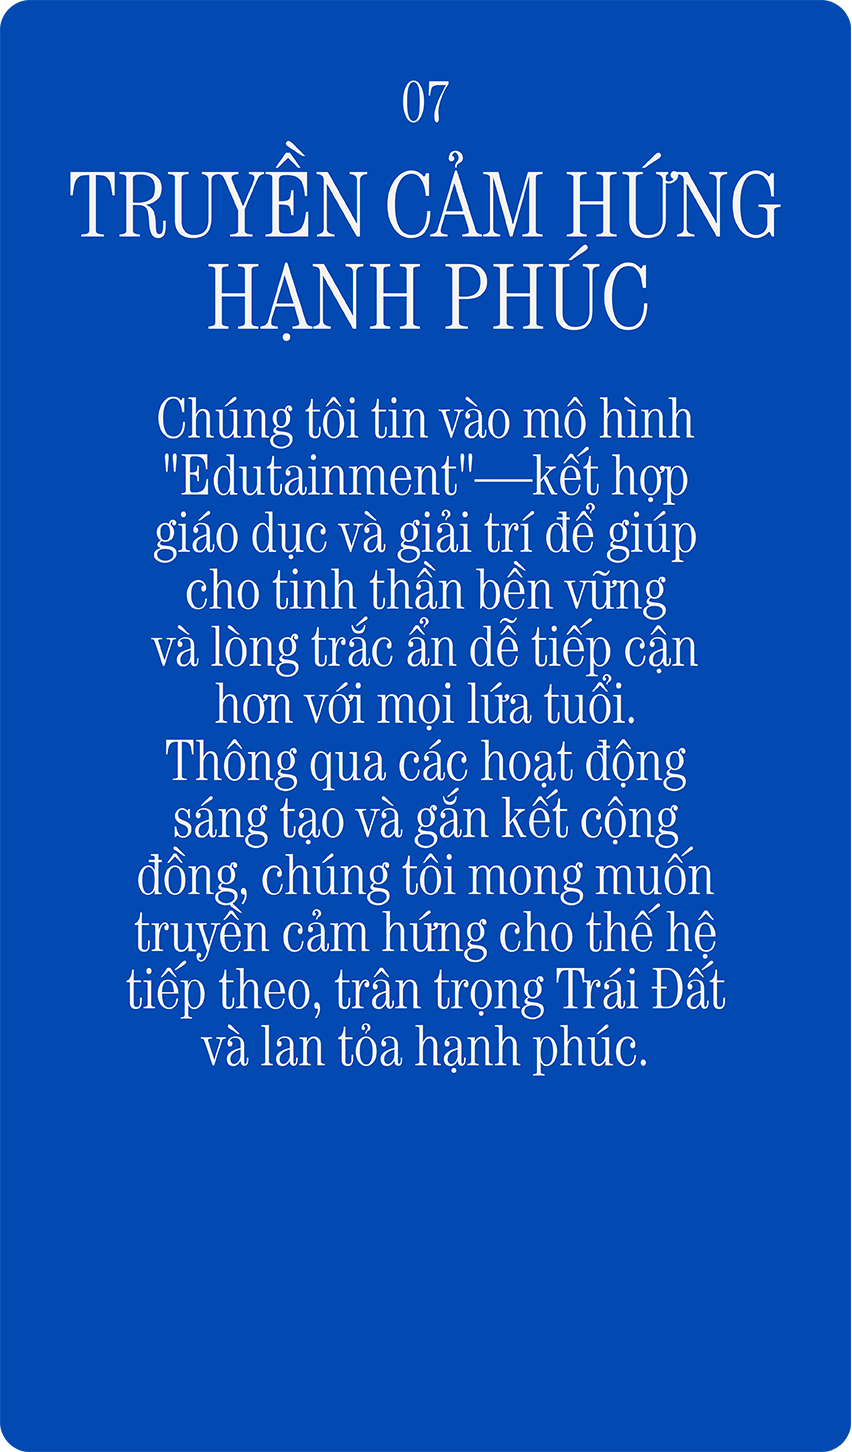 07
TRUYỀN CẢM HỨNG
HẠNH PHÚC
Chúng tôi tin vào mô hình
"Edutainment"—kết hợp
giáo dục và giải trí để giúp
cho tinh thần bền vững
và lòng trắc ẩn dễ tiếp cận
hơn với mọi lứa tuổi.
Thông qua các hoạt động
sáng tạo và gắn kết cộng
đồng, chúng tôi mong muốn
truyền cảm hứng cho thế hệ
tiếp theo, trân trọng Trái Đất
và lan tỏa hạnh phúc.